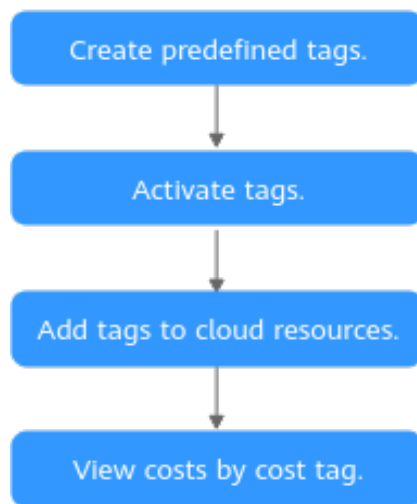 Create predefined tags.
Activate tags.
Add tags to cloud resources.
View costs by cost tag.